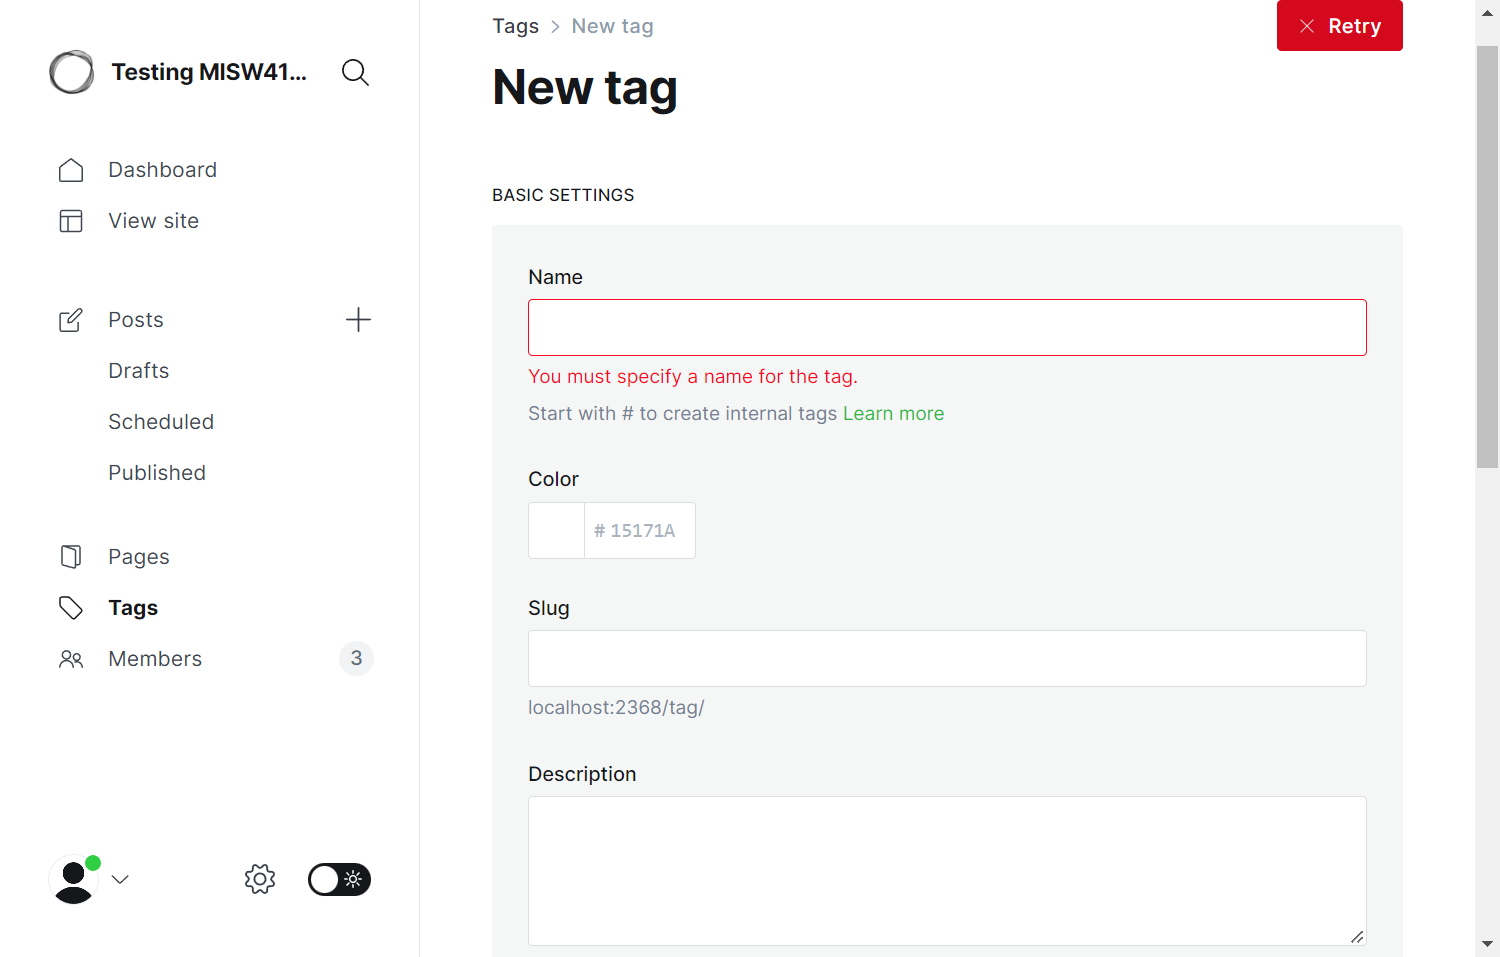 Testing MISW41...
Dashboard
View site
Posts
Drafts
Scheduled
Published
Pages
Tags
Members 3
Tags > New tag
Retry
New tag
BASIC SETTINGS
Name
You must specify a name for the tag.
Start with # to create internal tags Learn more
Color
# 15171A
Slug
localhost:2368/tag/
Description